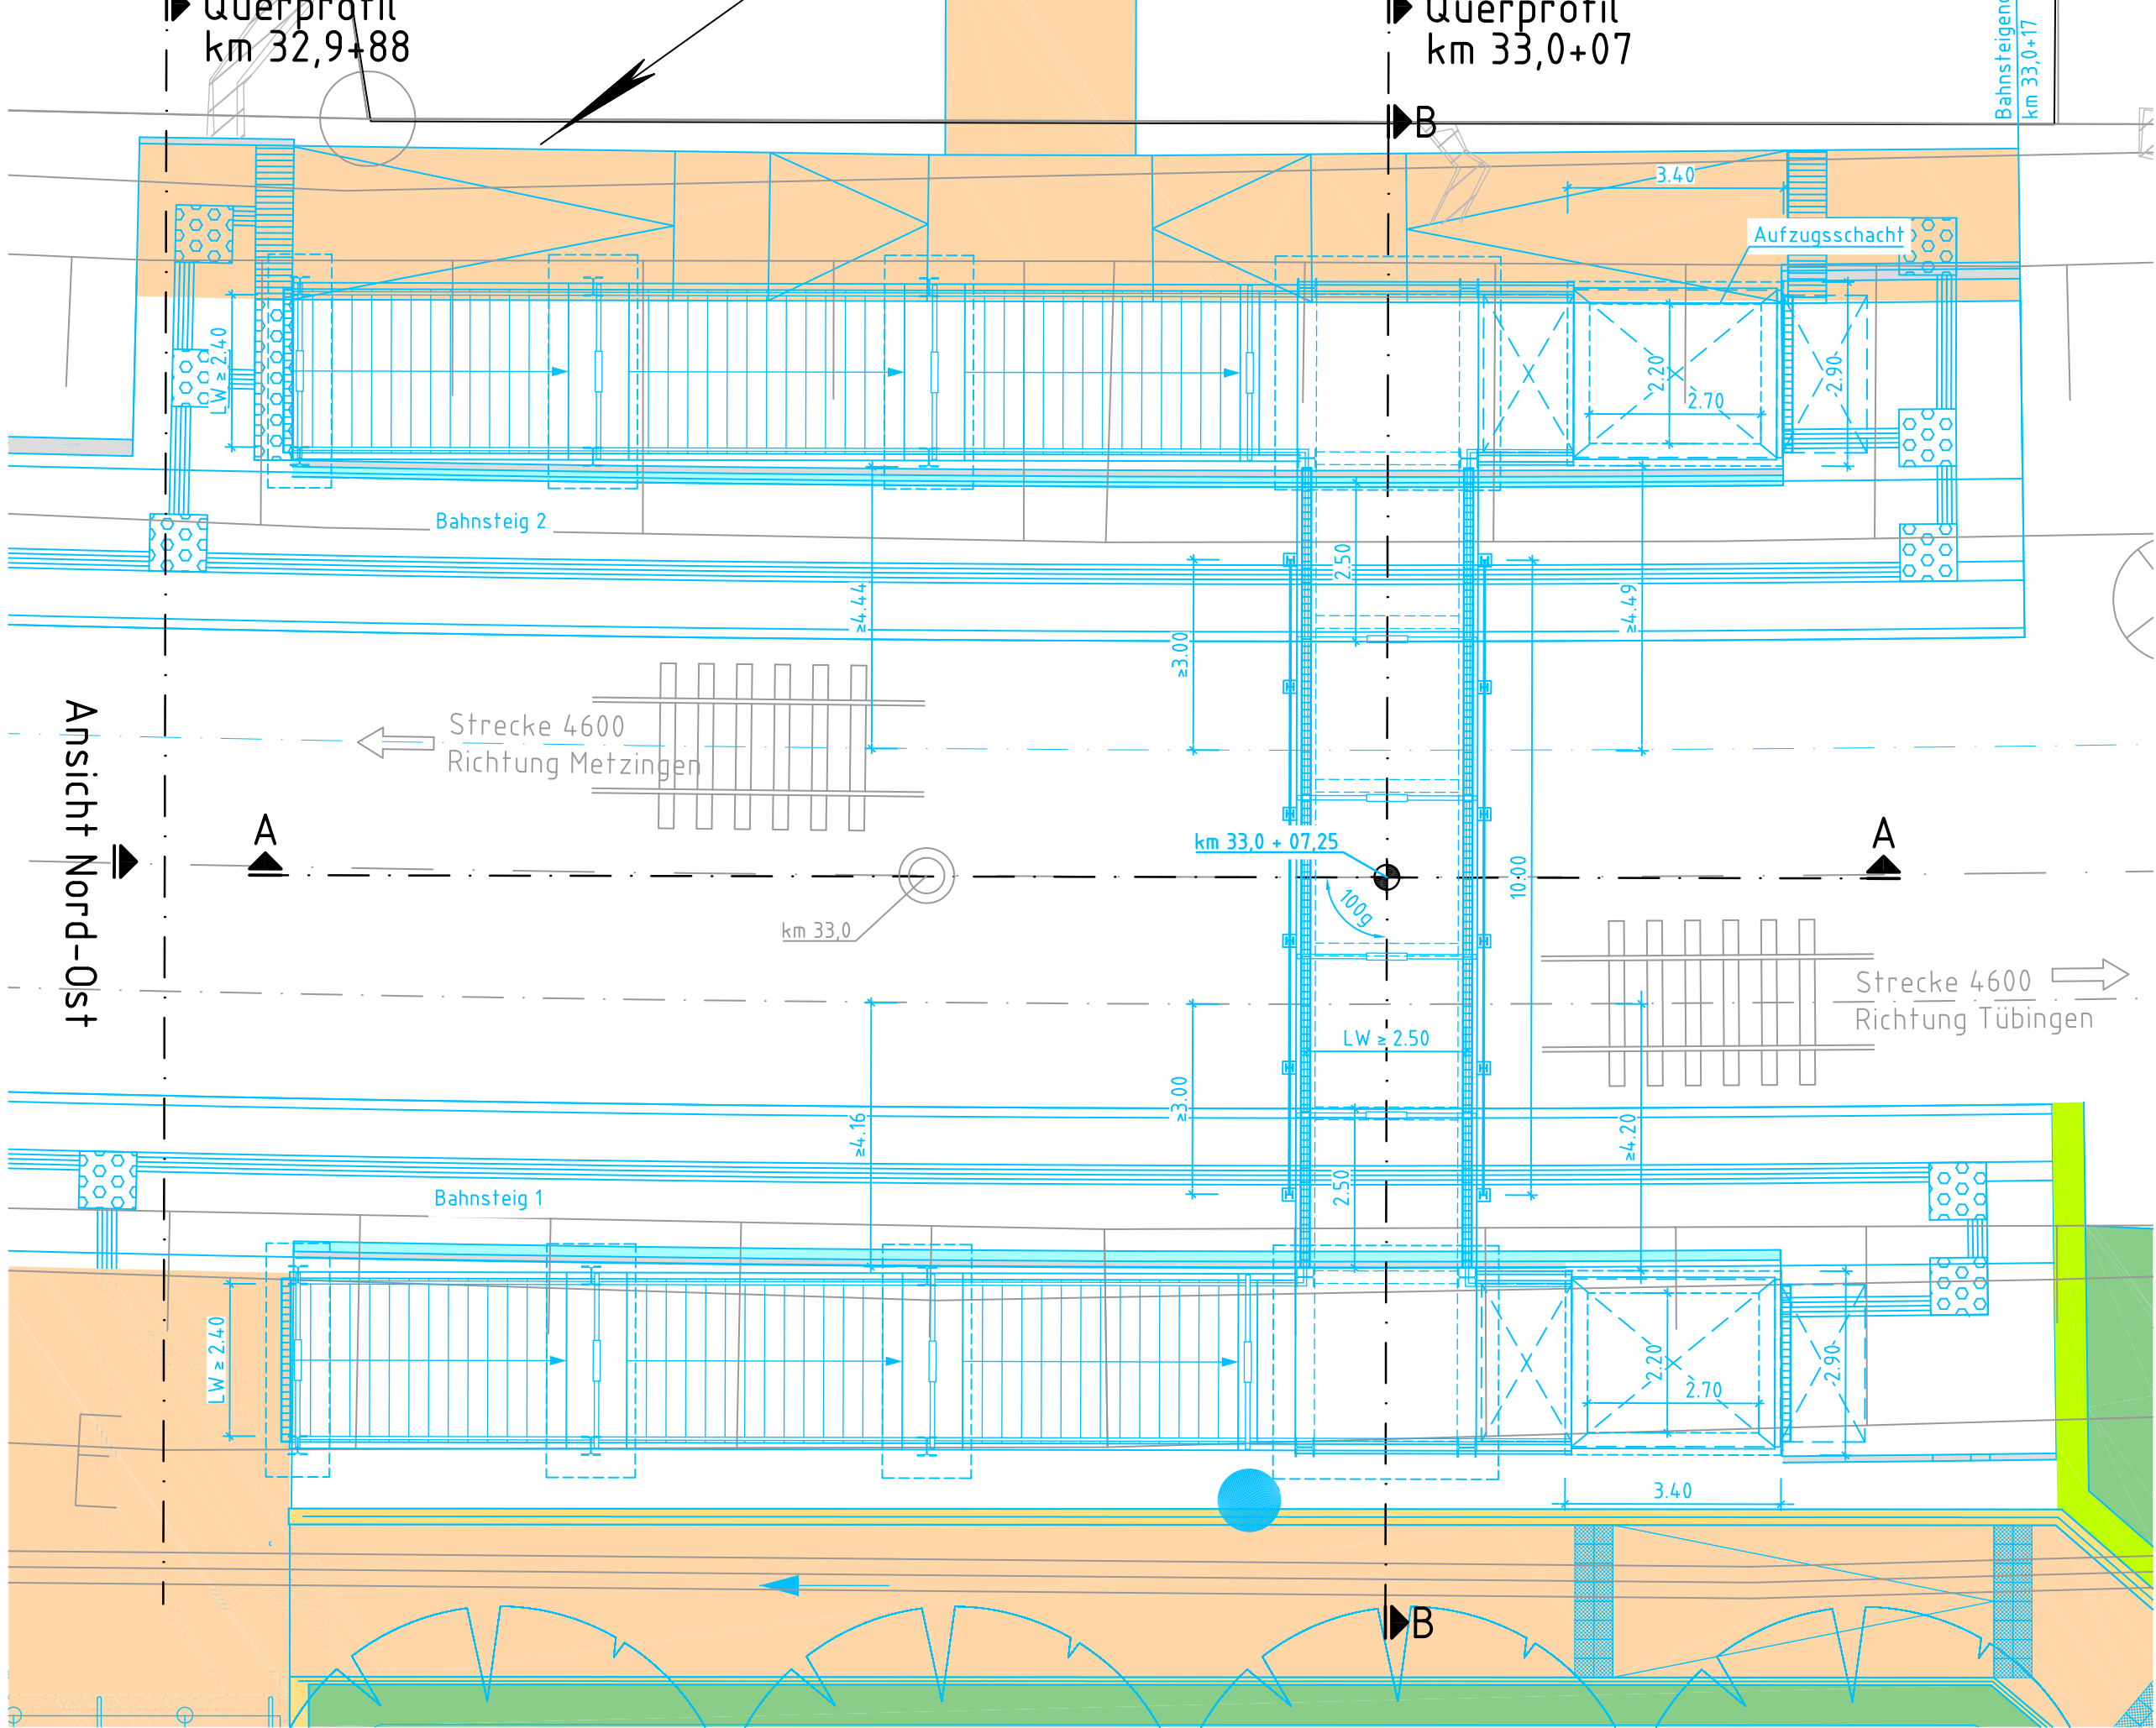 Querprofil
km 32,9+88
Querprofil
km 33,0+07
Bahnsteigend
km 33,0+17
B
3.40
Aufzugsschacht
LW ≥ 2.40
2.20
2.70
2.90
Bahnsteig 2
2.50
≥4.44
≥3.00
≥4.49
Strecke 4600
Richtung Metzingen
Ansicht Nord-Ost
A
km 33,0 + 07,25
A
10.00
100g
km 33,0
Strecke 4600
Richtung Tübingen
LW ≥ 2.50
≥4.16
≥3.00
≥4.20
2.50
Bahnsteig 1
LW ≥ 2.40
2.20
2.70
2.90
3.40
B